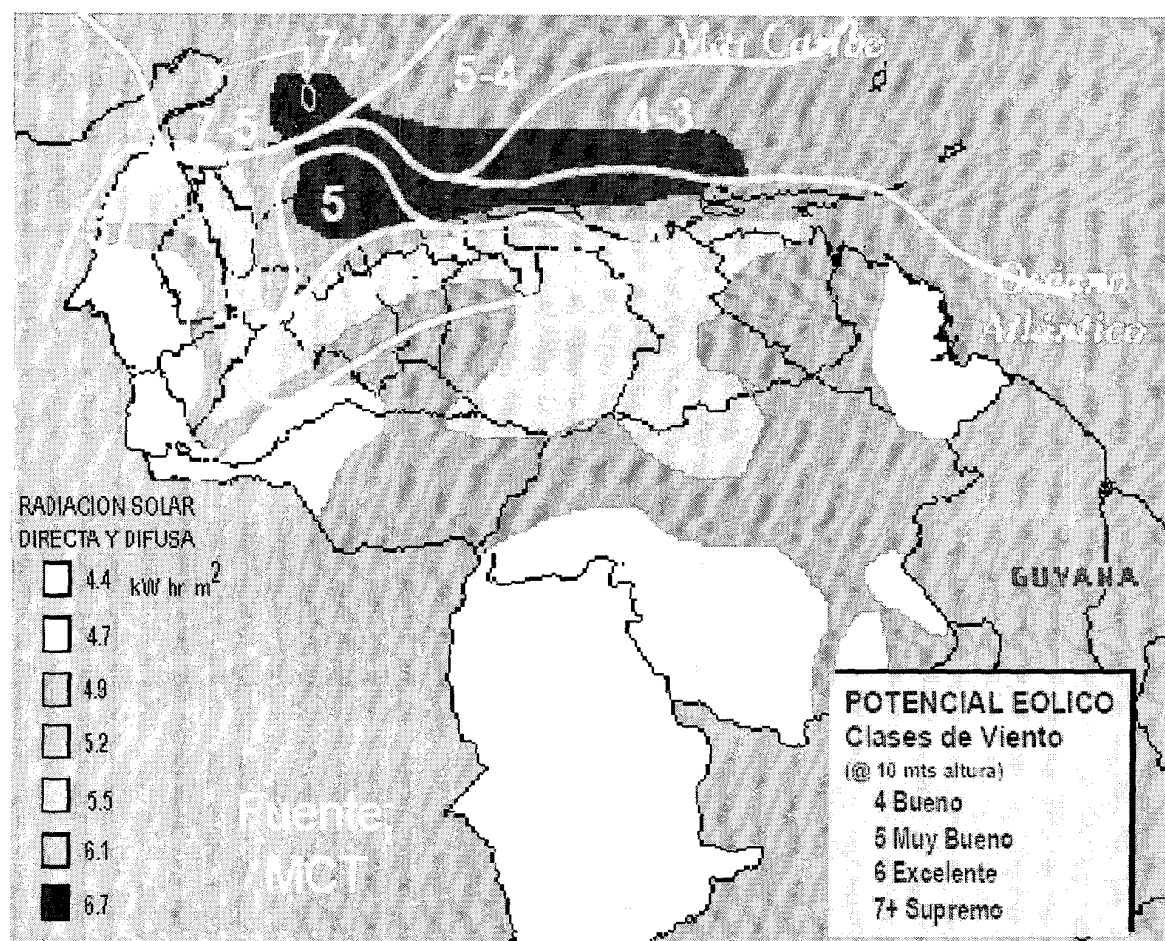 7+
Mar Caribe
5-4
4-3
7-5
5
Océano
Atlántico
RADIACION SOLAR
DIRECTA Y DIFUSA
4.4 kW hr m²
4.7
4.9
5.2
5.5
6.1
6.7
GUYANA
Fuente:
MCT
POTENCIAL EOLICO
Clases de Viento
(@ 10 mts altura)
4 Bueno
5 Muy Bueno
6 Excelente
7+ Supremo